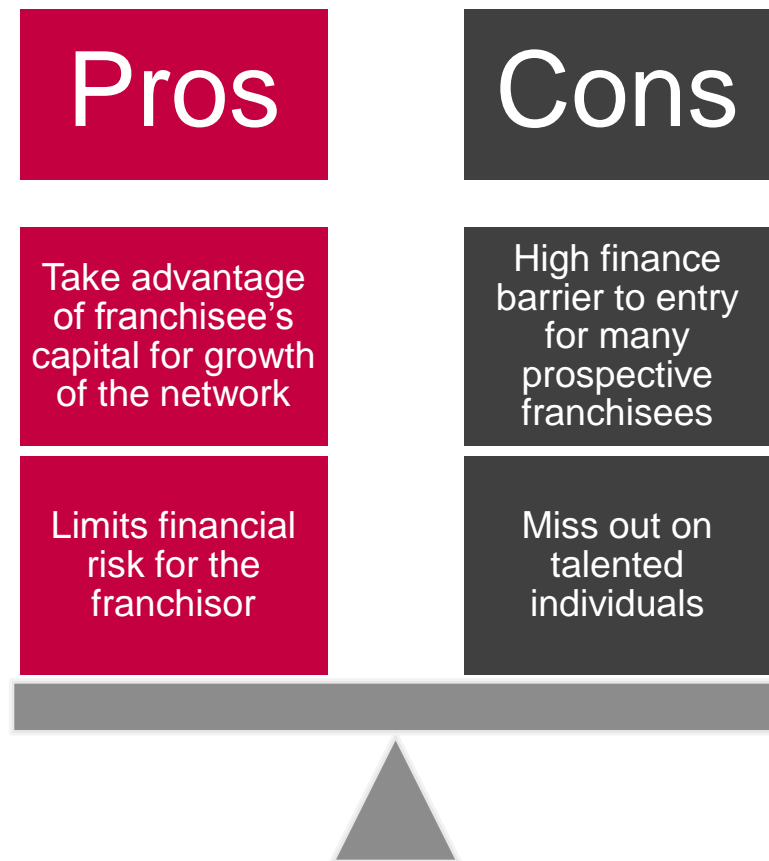 Pros
Cons
Take advantage
of franchisee’s
capital for growth
of the network
High finance
barrier to entry
for many
prospective
franchisees
Limits financial
risk for the
franchisor
Miss out on
talented
individuals